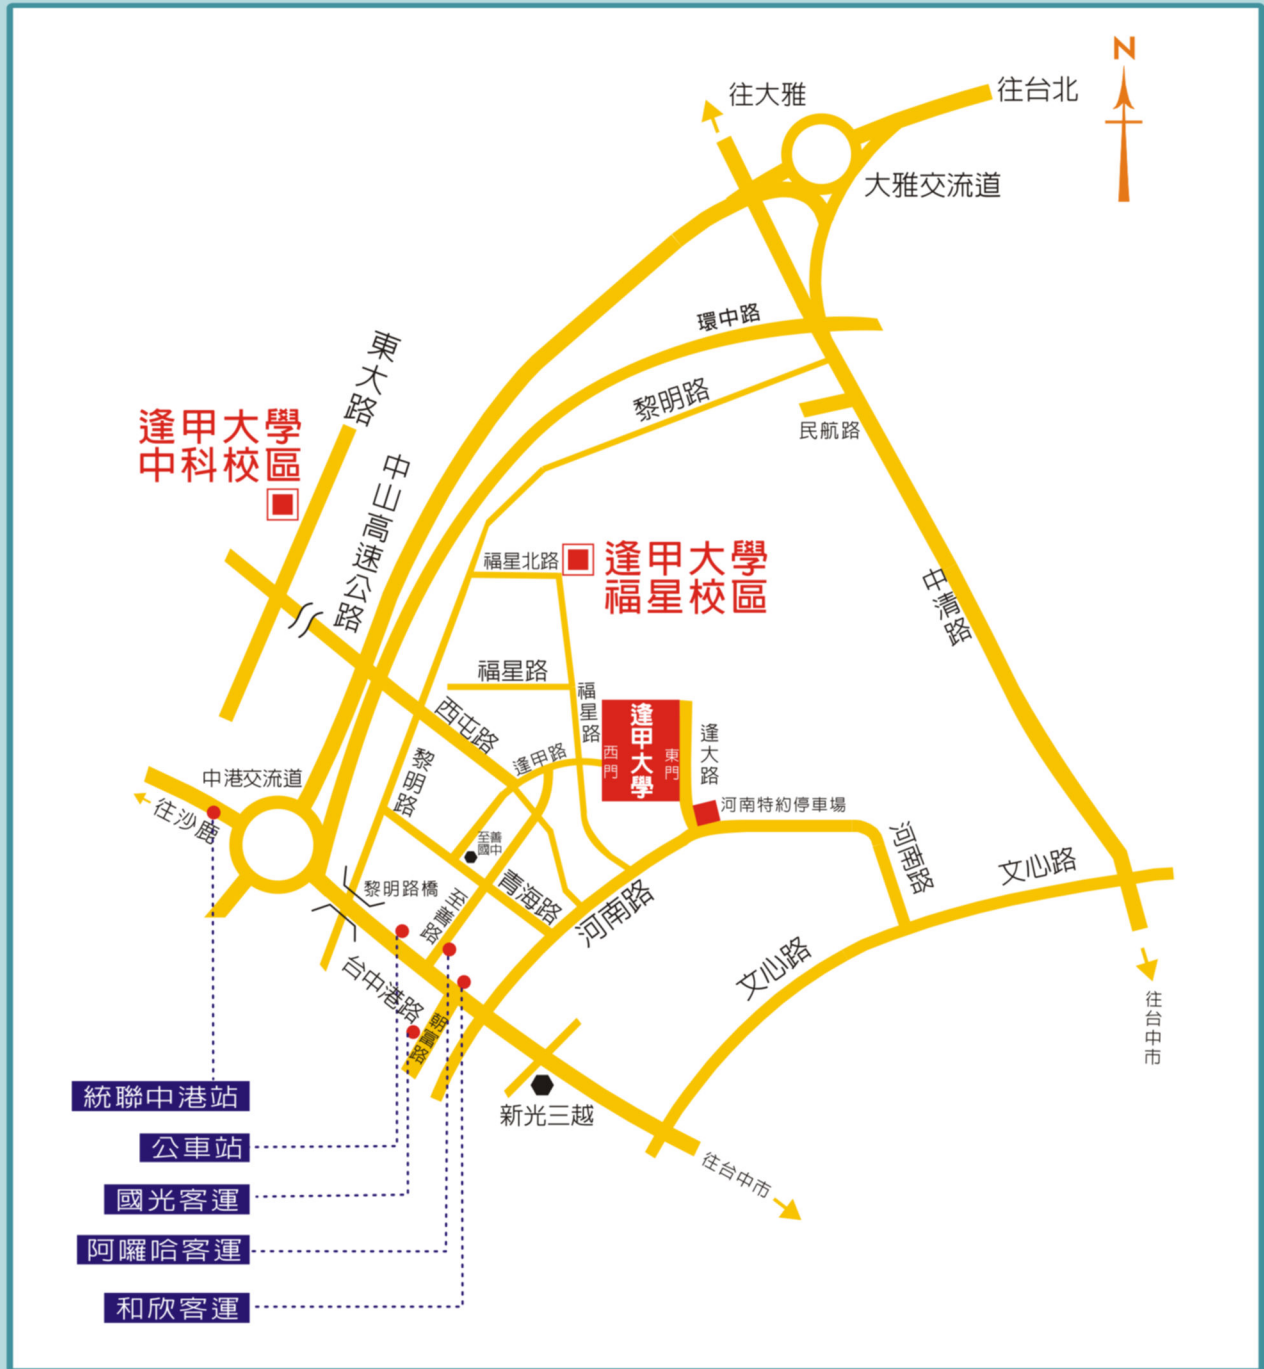 N
往大雅
往台北
大雅交流道
環中路
東大路
黎明路
民航路
逢甲大學
中科校區
中山高速公路
福星北路
逢甲大學
福星校區
中清路
福星路
福星路
西屯路
逢甲大學
西門
東門
逢大路
逢甲路
黎明路
中港交流道
往沙鹿
河南特約停車場
河南路
文心路
至善
國中
黎明路橋
至善路
青海路
河南路
文心路
台中港路
朝富路
往台中市
新光三越
往台中市
統聯中港站
公車站
國光客運
阿囉哈客運
和欣客運